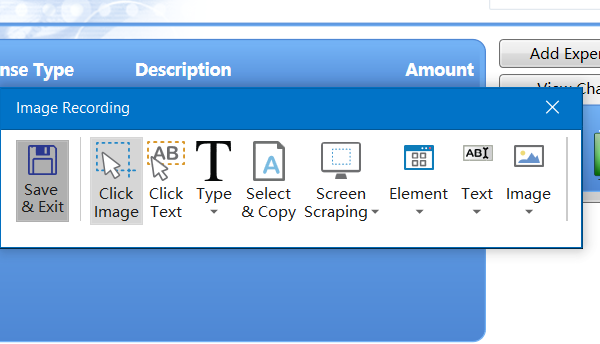 Add Exper
nse Type Description Amount
View Cha
Image Recording
AB
T
A
ABI
Save
& Exit
Click
Image
Click
Text
Type
Select
& Copy
Screen
Scraping
Element
Text
Image